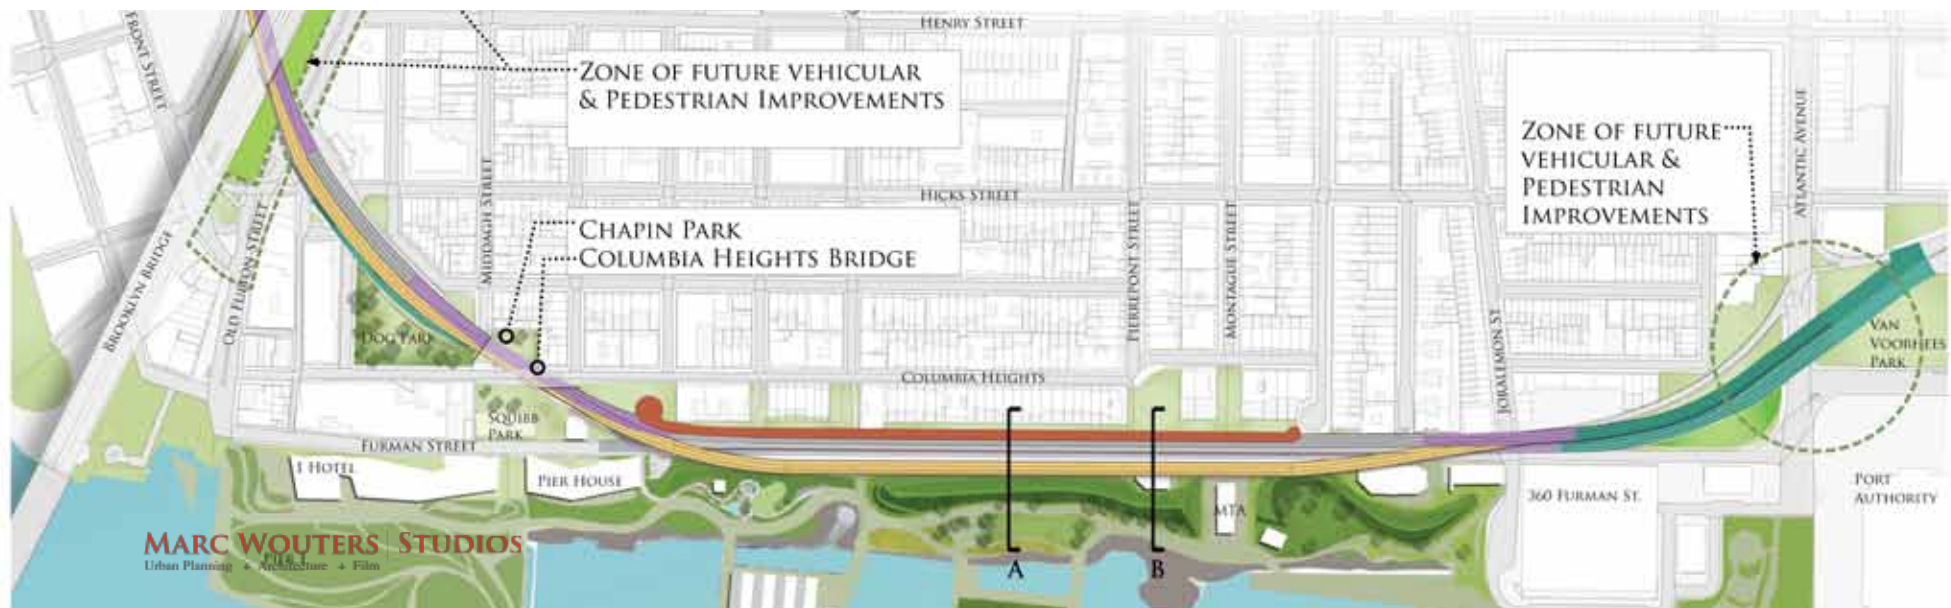 HENRY STREET
FRONT STREET
ZONE OF FUTURE VEHICULAR
& PEDESTRIAN IMPROVEMENTS
ZONE OF FUTURE
VEHICULAR &
PEDESTRIAN
IMPROVEMENTS
ATLANTIC AVENUE
HICKS STREET
MIDDAGH STREET
CHAPIN PARK
COLUMBIA HEIGHTS BRIDGE
PIERREPONT STREET
MONTAGUE STREET
BROOKLYN BRIDGE
OLD FULTON STREET
DOG PARK
VAN
VOORHEES
PARK
COLUMBIA HEIGHTS
JORALEMON ST.
SQUIBB
PARK
FURMAN STREET
1 HOTEL
PIER HOUSE
MTA
360 FURMAN ST.
PORT
AUTHORITY
MARC WOUTERS | STUDIOS
Urban Planning + Architecture + Film
A
B